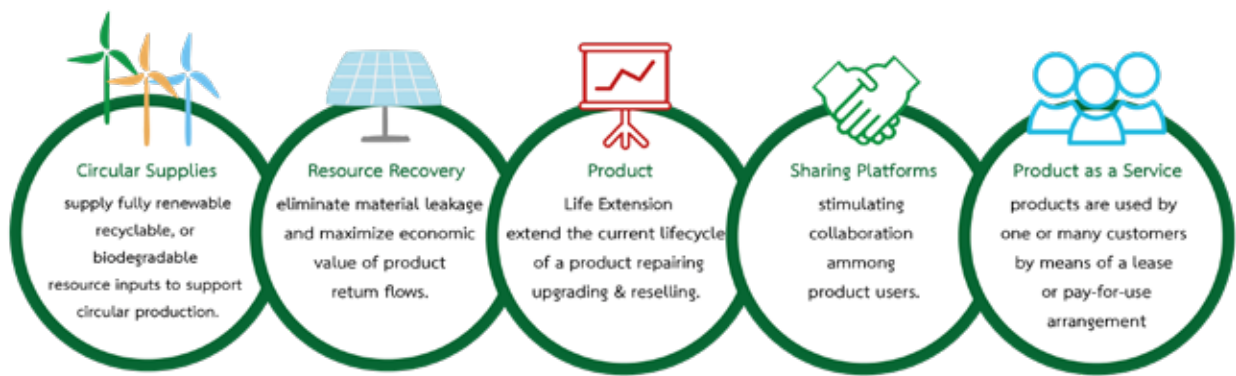 Circular Supplies
supply fully renewable
recyclable, or
biodegradable
resource inputs to support
circular production.
Resource Recovery
eliminate material leakage
and maximize economic
value of product
return flows.
Product
Life Extension
extend the current lifecycle
of a product repairing
upgrading & reselling.
Sharing Platforms
stimulating
collaboration
ammong
product users.
Product as a Service
products are used by
one or many customers
by means of a lease
or pay-for-use
arrangement